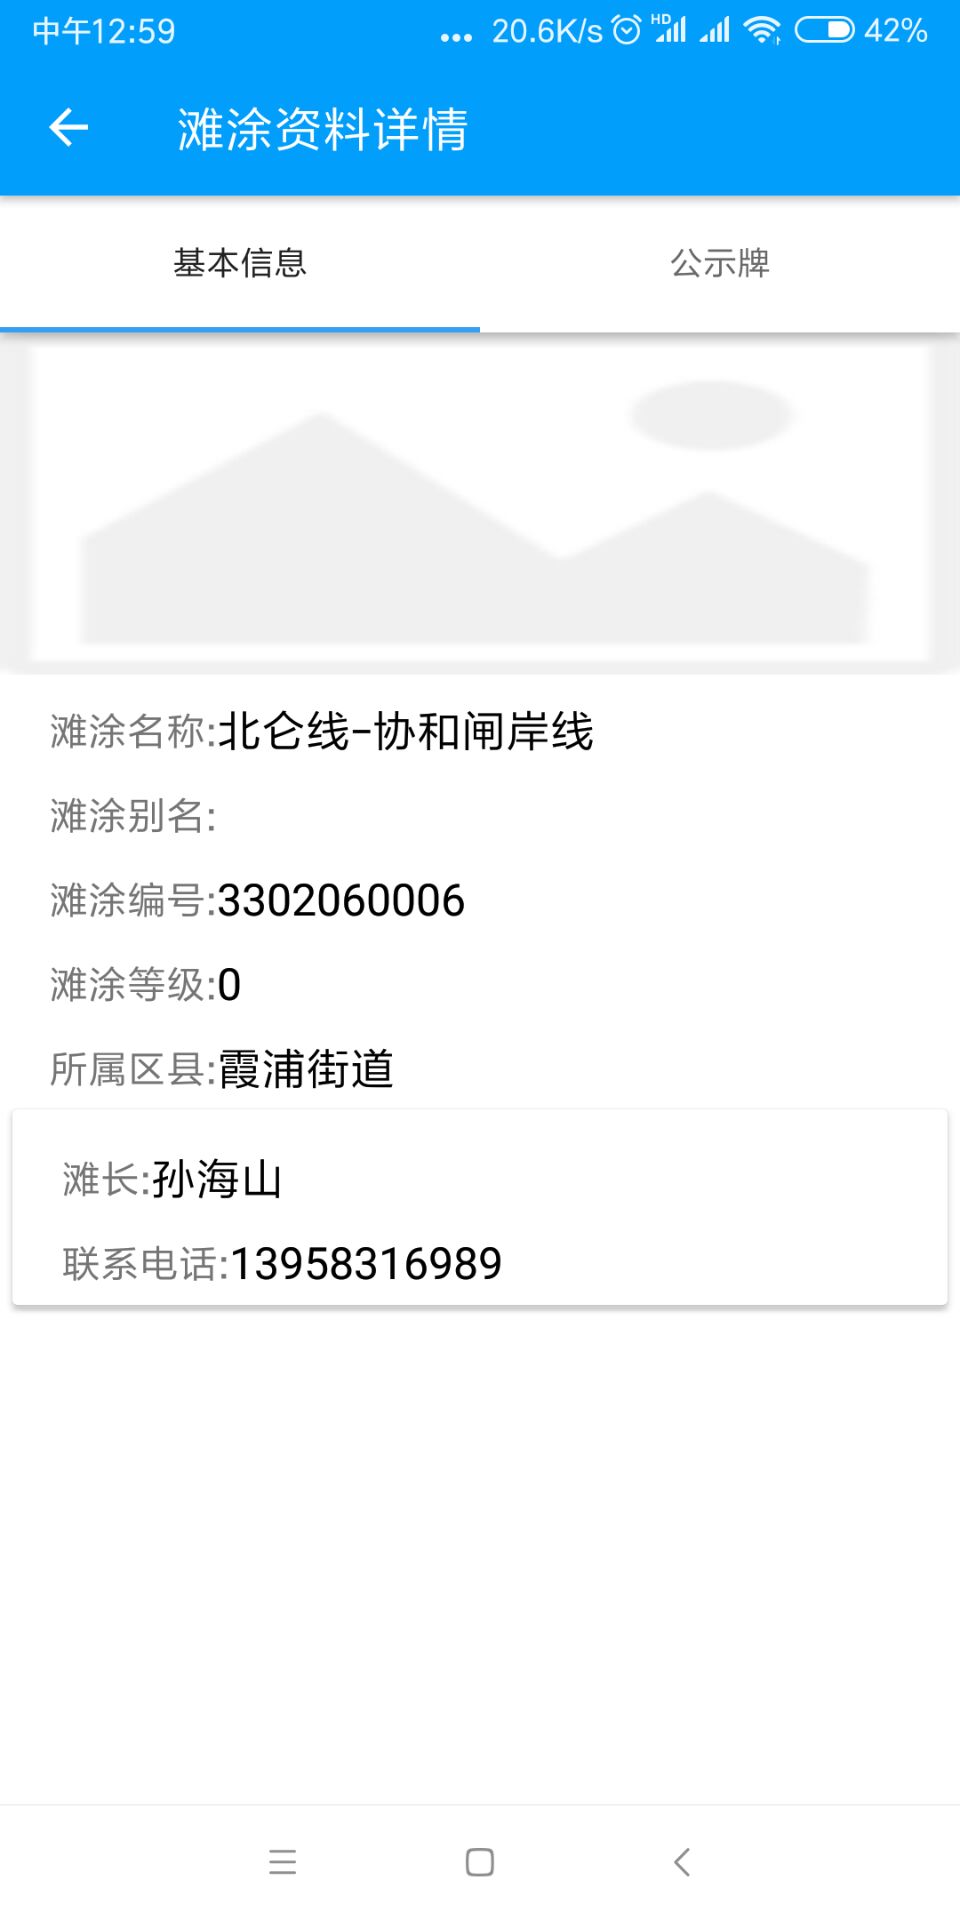 中午12:59 ... 20.6K/s HD 42%
滩涂资料详情
基本信息 公示牌
滩涂名称:北仑线-协和闸岸线
滩涂别名:
滩涂编号:3302060006
滩涂等级:0
所属区县:霞浦街道
滩长:孙海山
联系电话:13958316989